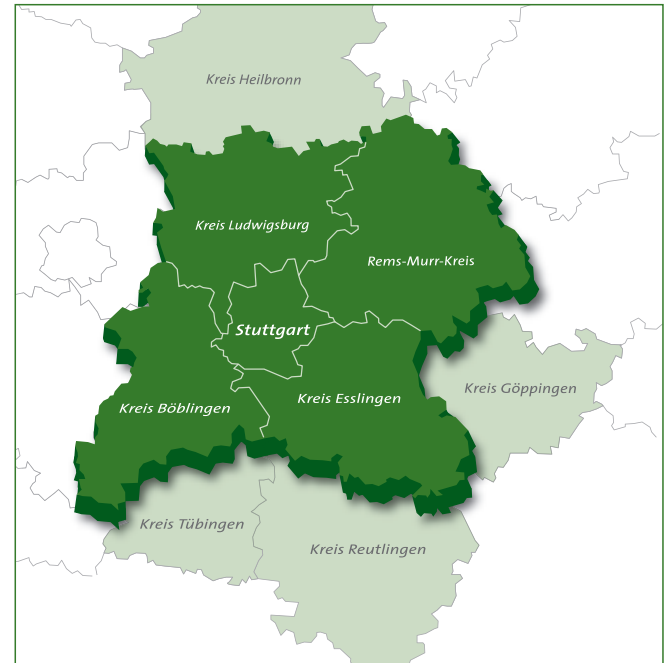 Kreis Heilbronn
Kreis Ludwigsburg
Rems-Murr-Kreis
Stuttgart
Kreis Göppingen
Kreis Esslingen
Kreis Böblingen
Kreis Tübingen
Kreis Reutlingen